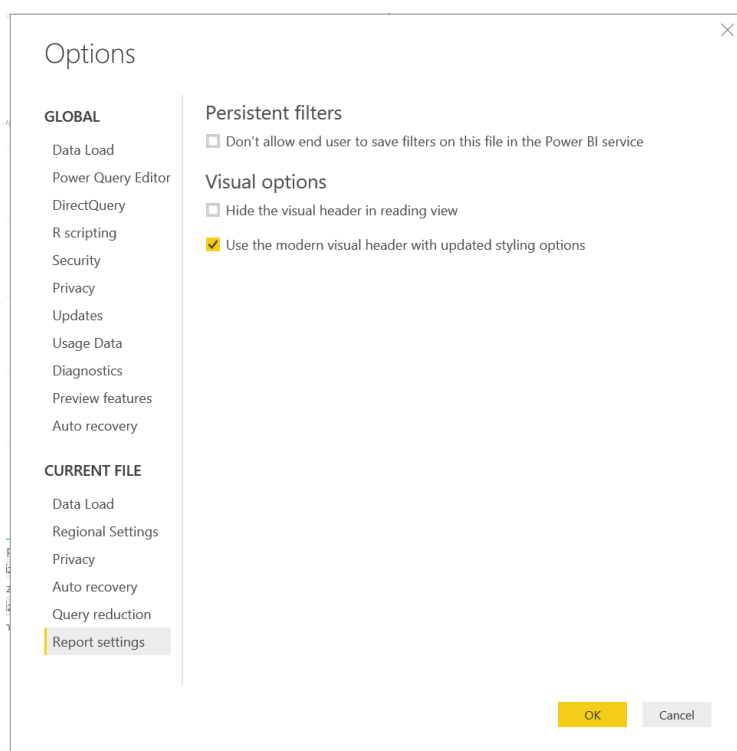 Options
GLOBAL
Data Load
Power Query Editor
DirectQuery
R scripting
Security
Privacy
Updates
Usage Data
Diagnostics
Preview features
Auto recovery
CURRENT FILE
Data Load
Regional Settings
Privacy
Auto recovery
Query reduction
Report settings
Persistent filters
Don't allow end user to save filters on this file in the Power BI service
Visual options
Hide the visual header in reading view
Use the modern visual header with updated styling options
OK
Cancel